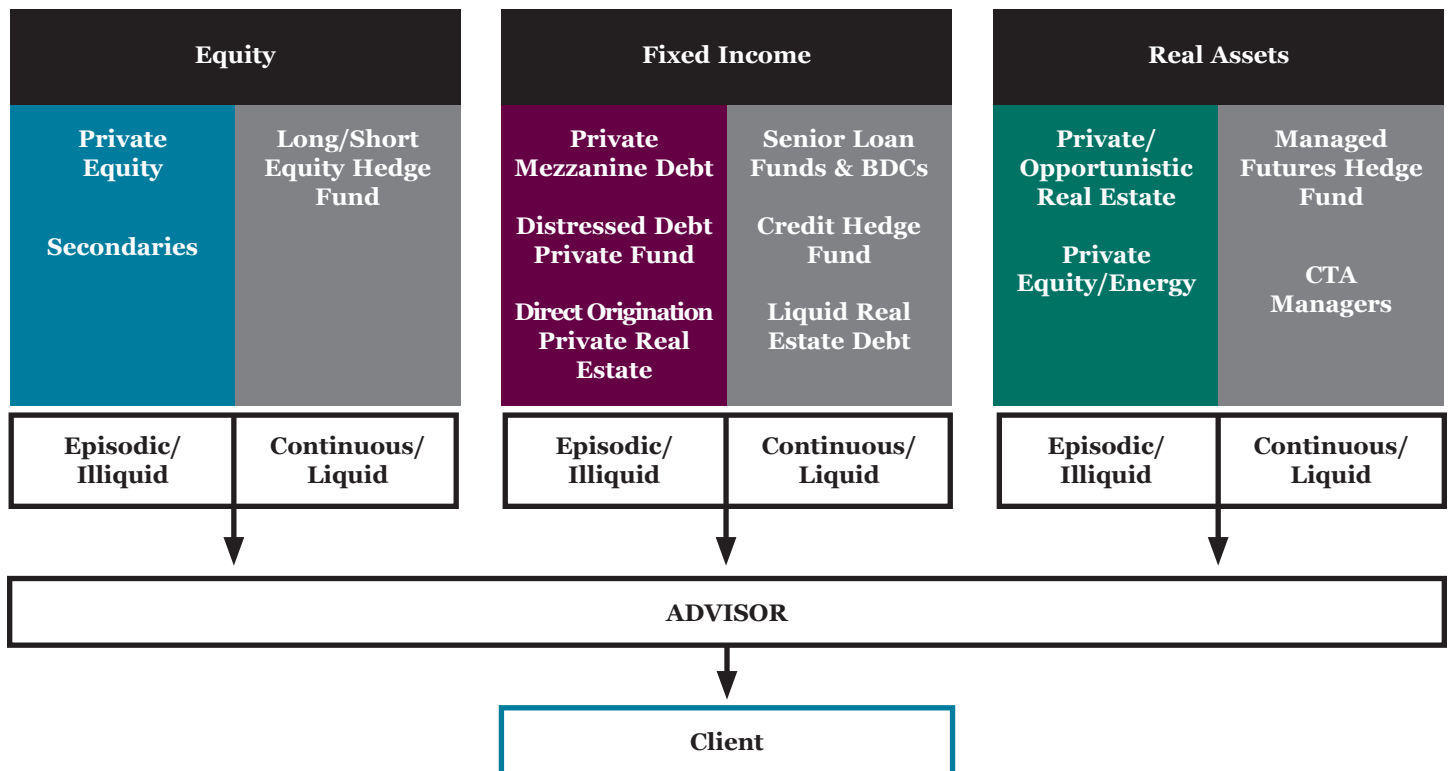 Equity
Private
Equity
Secondaries
Long/Short
Equity Hedge
Fund
Episodic/
Illiquid
Continuous/
Liquid
Fixed Income
Private
Mezzanine Debt
Distressed Debt
Private Fund
Direct Origination
Private Real
Estate
Senior Loan
Funds & BDCs
Credit Hedge
Fund
Liquid Real
Estate Debt
Episodic/
Illiquid
Continuous/
Liquid
Real Assets
Private/
Opportunistic
Real Estate
Private
Equity/Energy
Managed
Futures Hedge
Fund
CTA
Managers
Episodic/
Illiquid
Continuous/
Liquid
ADVISOR
Client